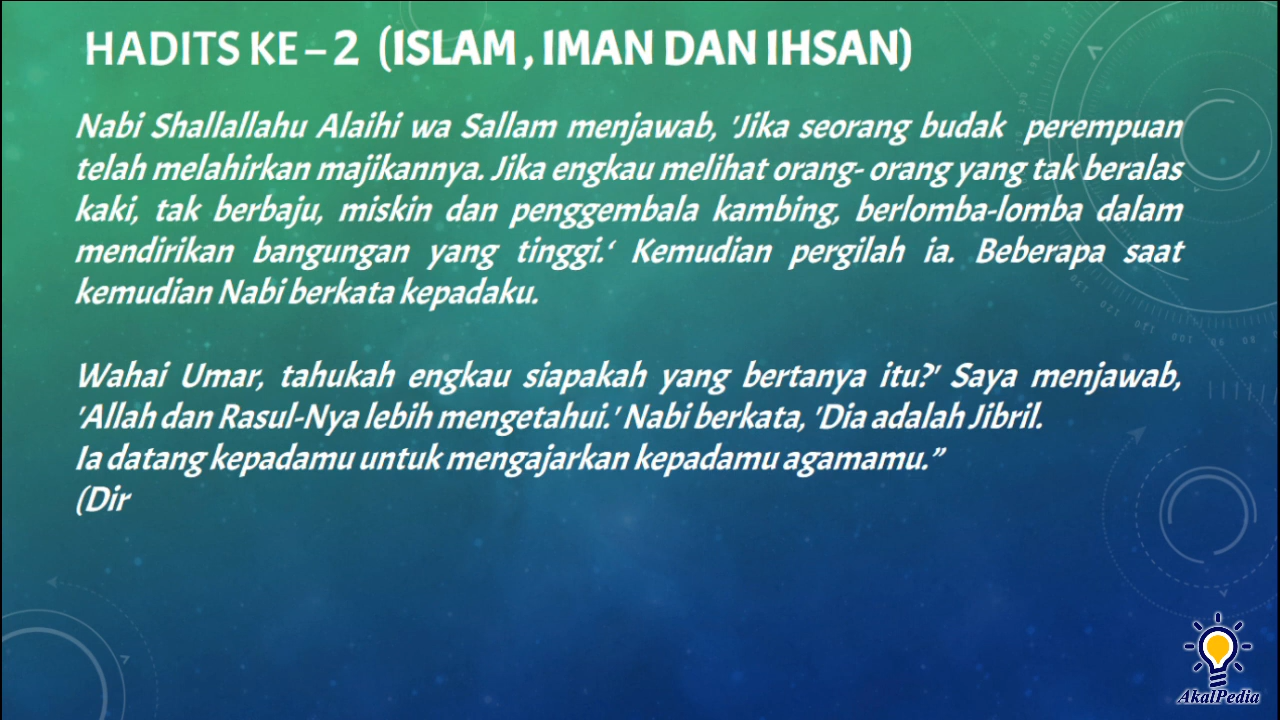 HADITS KE – 2 (ISLAM , IMAN DAN IHSAN)
Nabi Shallallahu Alaihi wa Sallam menjawab, 'Jika seorang budak perempuan
telah melahirkan majikannya. Jika engkau melihat orang- orang yang tak beralas
kaki, tak berbaju, miskin dan penggembala kambing, berlomba-lomba dalam
mendirikan bangungan yang tinggi.‘ Kemudian pergilah ia. Beberapa saat
kemudian Nabi berkata kepadaku.
Wahai Umar, tahukah engkau siapakah yang bertanya itu?' Saya menjawab,
'Allah dan Rasul-Nya lebih mengetahui.' Nabi berkata, 'Dia adalah Jibril.
Ia datang kepadamu untuk mengajarkan kepadamu agamamu.”
(Dir
AkalPedia